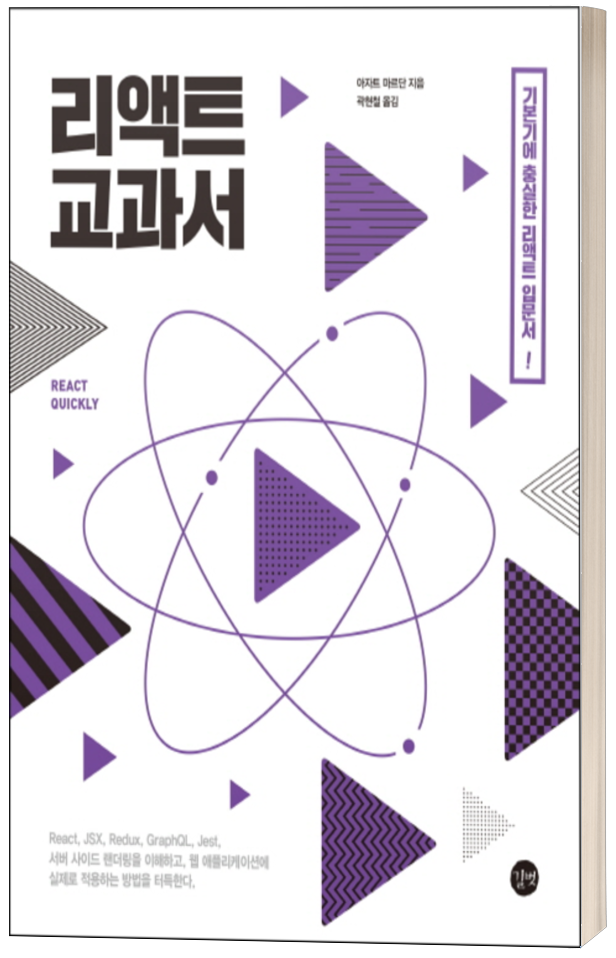 리액트
교과서
아자트 마르단 지음
곽현철 옮김
기본기에 충실한 리액트 입문서 !
REACT
QUICKLY
React, JSX, Redux, GraphQL, Jest,
서버 사이드 렌더링을 이해하고, 웹 애플리케이션에
실제로 적용하는 방법을 터득한다.
길벗